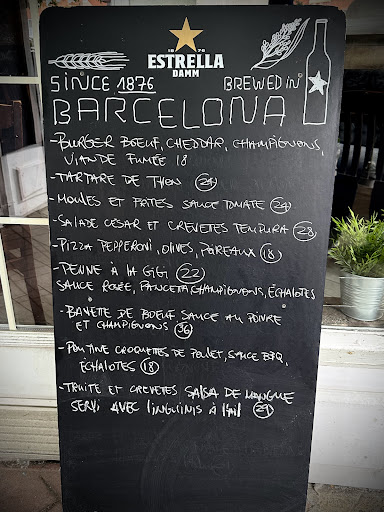 1876
ESTRELLA
DAMM
SINCE 1876 BREWED IN
BARCELONA
- BURGER BOEUF, CHEDDAR, CHAMPIGNONS,
VIANDE FUMÉE 18
- TARTARE DE THON 24
- MOULES ET FRITES SAUCE TOMATE 24
- SALADE CÉSAR ET CREVETTES TEMPURA 28
- PIZZA PEPPERONI, OLIVES, POIREAUX 18
- PENNE À LA GIGI 22
SAUCE ROSÉE, PANCETTA, CHAMPIGNONS, ÉCHALOTES
- BAVETTE DE BOEUF SAUCE AU POIVRE
ET CHAMPIGNONS 36
- POUTINE CROQUETTES DE POULET, SAUCE BBQ,
ÉCHALOTES 18
- TRUITE ET CREVETTES SALSA DE MANGUE
SERVI AVEC LINGUINIS À L'AIL